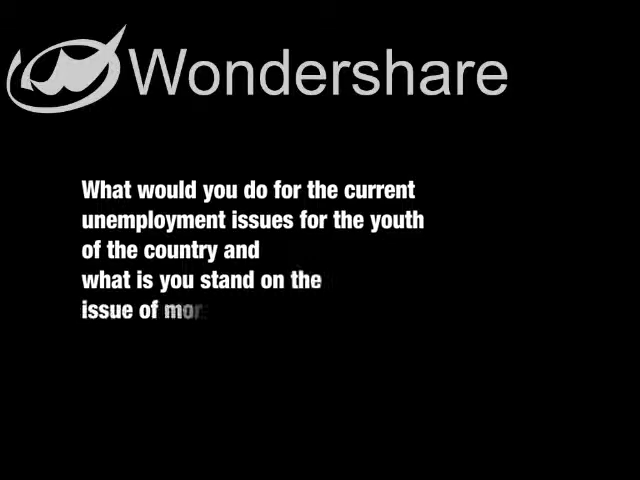 Wondershare
What would you do for the current
unemployment issues for the youth
of the country and
what is you stand on the
issue of mor